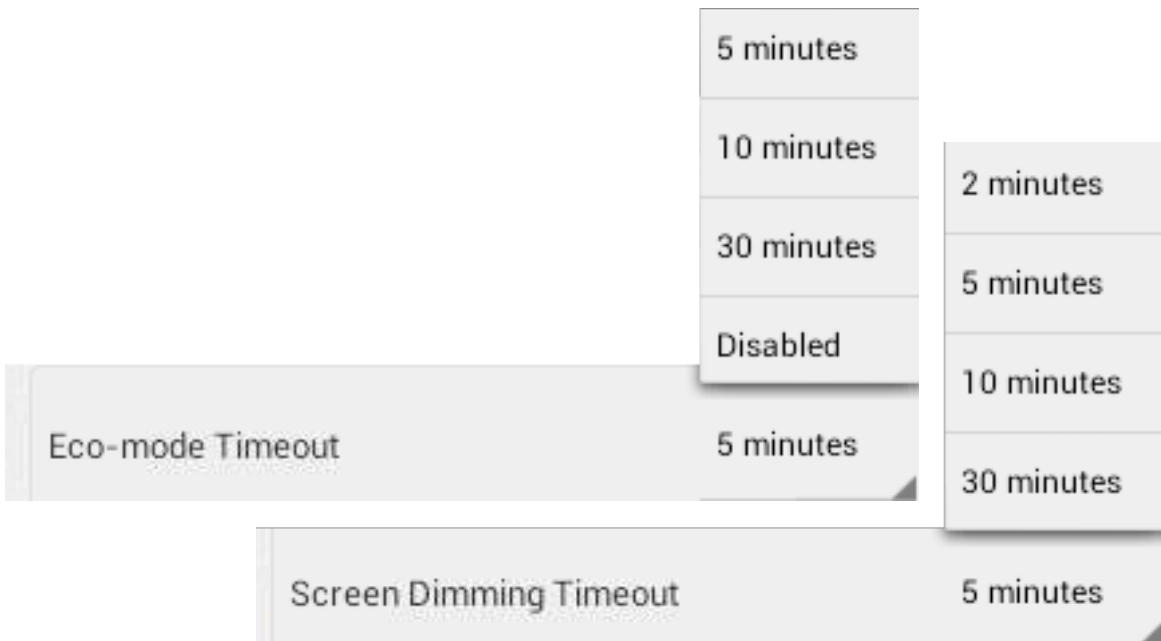 5 minutes
10 minutes
30 minutes
Disabled
Eco-mode Timeout 5 minutes
2 minutes
5 minutes
10 minutes
30 minutes
Screen Dimming Timeout 5 minutes